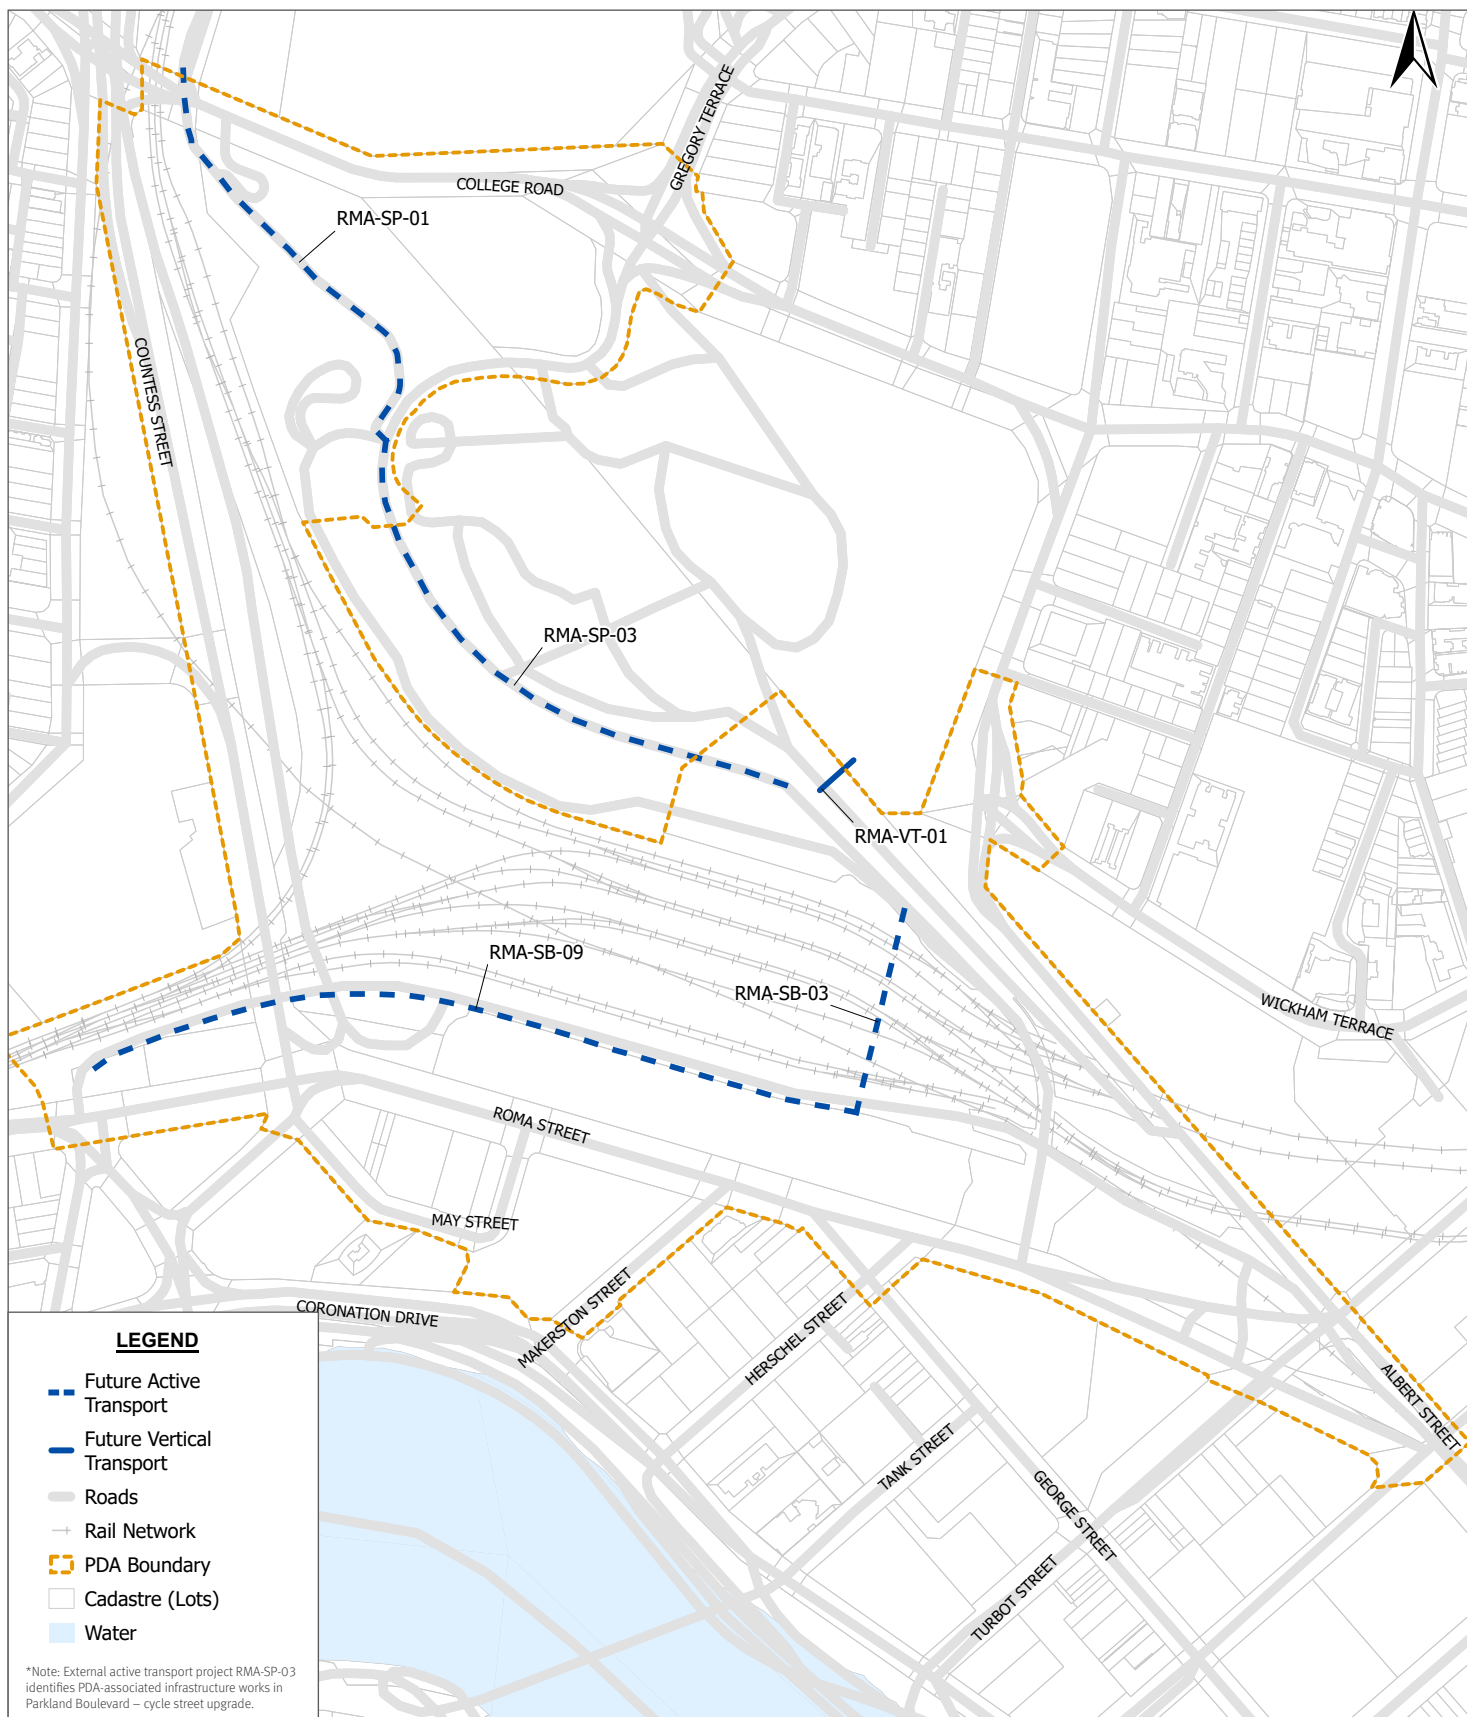 GREGORY TERRACE
COLLEGE ROAD
RMA-SP-01
COUNTESS STREET
RMA-SP-03
RMA-VT-01
RMA-SB-09
RMA-SB-03
WICKHAM TERRACE
ROMA STREET
MAY STREET
CORONATION DRIVE
MAKERSTON STREET
HERSCHEL STREET
ALBERT STREET
TANK STREET
GEORGE STREET
TURBOT STREET
LEGEND
Future Active
Transport
Future Vertical
Transport
Roads
Rail Network
PDA Boundary
Cadastre (Lots)
Water
*Note: External active transport project RMA-SP-03
identifies PDA-associated infrastructure works in
Parkland Boulevard – cycle street upgrade.